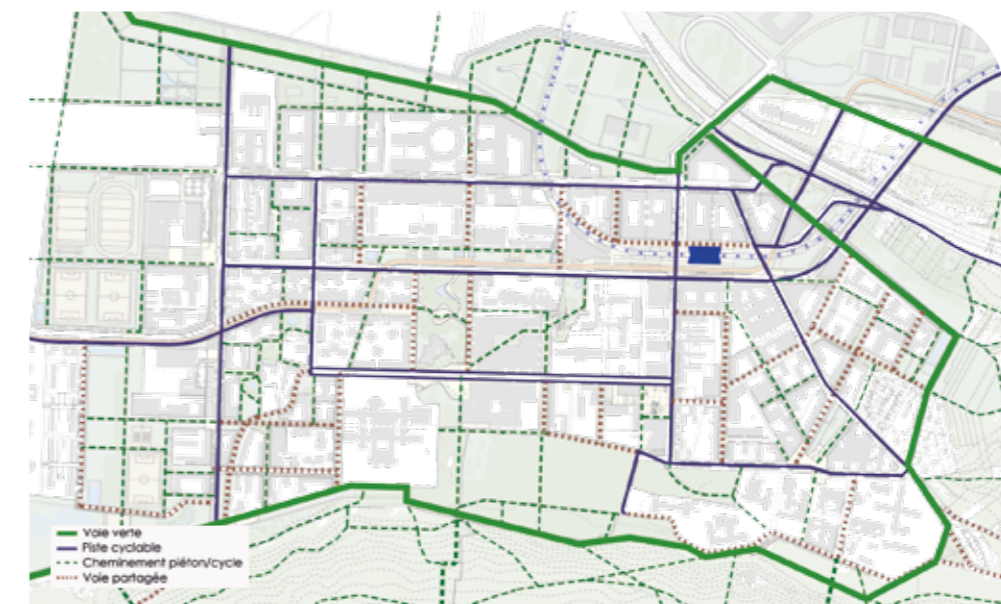 Voie verte
Piste cyclable
Cheminement piéton/cycle
Voie partagée